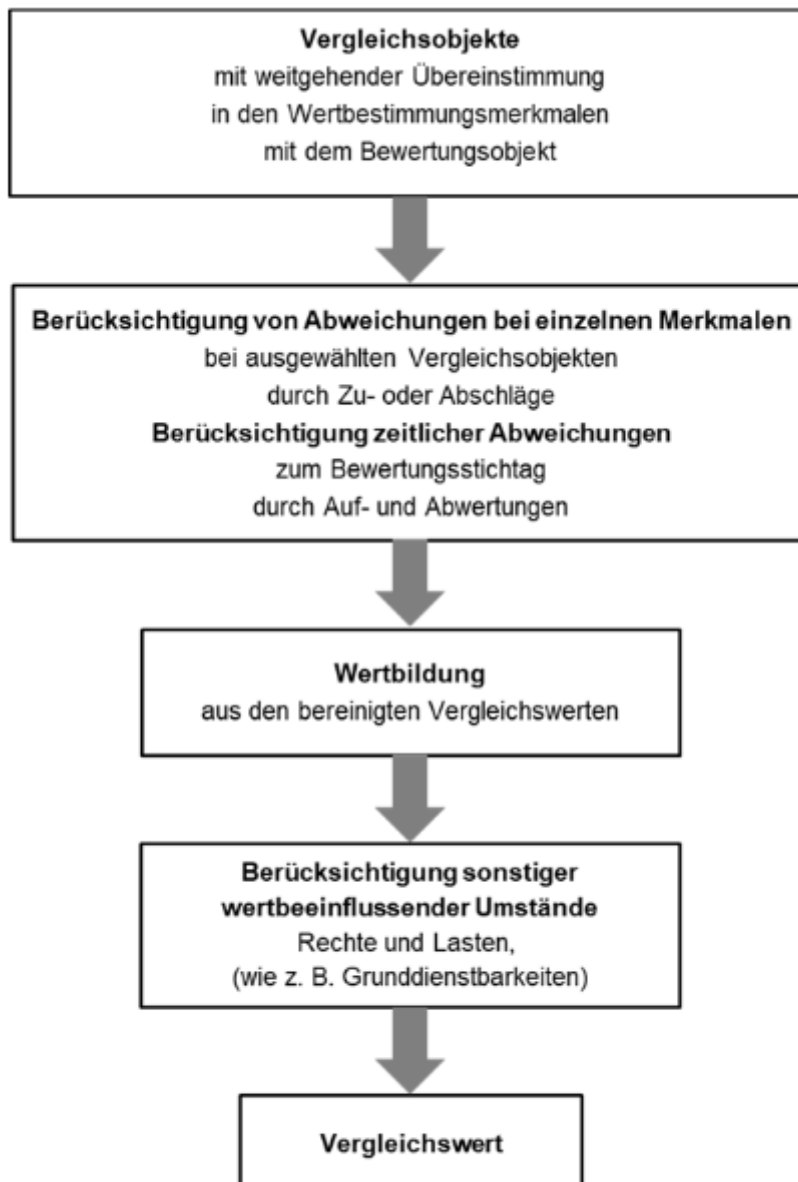 Vergleichsobjekte
mit weitgehender Übereinstimmung
in den Wertbestimmungsmerkmalen
mit dem Bewertungsobjekt
Berücksichtigung von Abweichungen bei einzelnen Merkmalen
bei ausgewählten Vergleichsobjekten
durch Zu- oder Abschläge
Berücksichtigung zeitlicher Abweichungen
zum Bewertungsstichtag
durch Auf- und Abwertungen
Wertbildung
aus den bereinigten Vergleichswerten
Berücksichtigung sonstiger
wertbeeinflussender Umstände
Rechte und Lasten,
(wie z. B. Grunddienstbarkeiten)
Vergleichswert